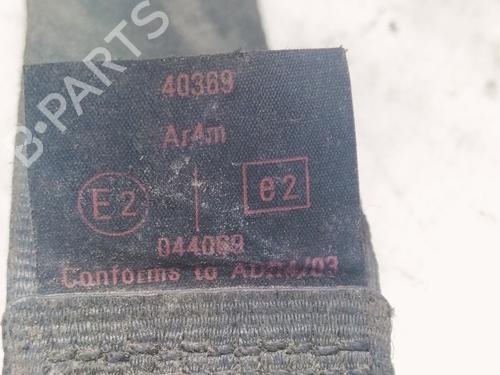 40369
Ar4m
E2 e2
044069
Conforms to ADR4/03
B-PARTS